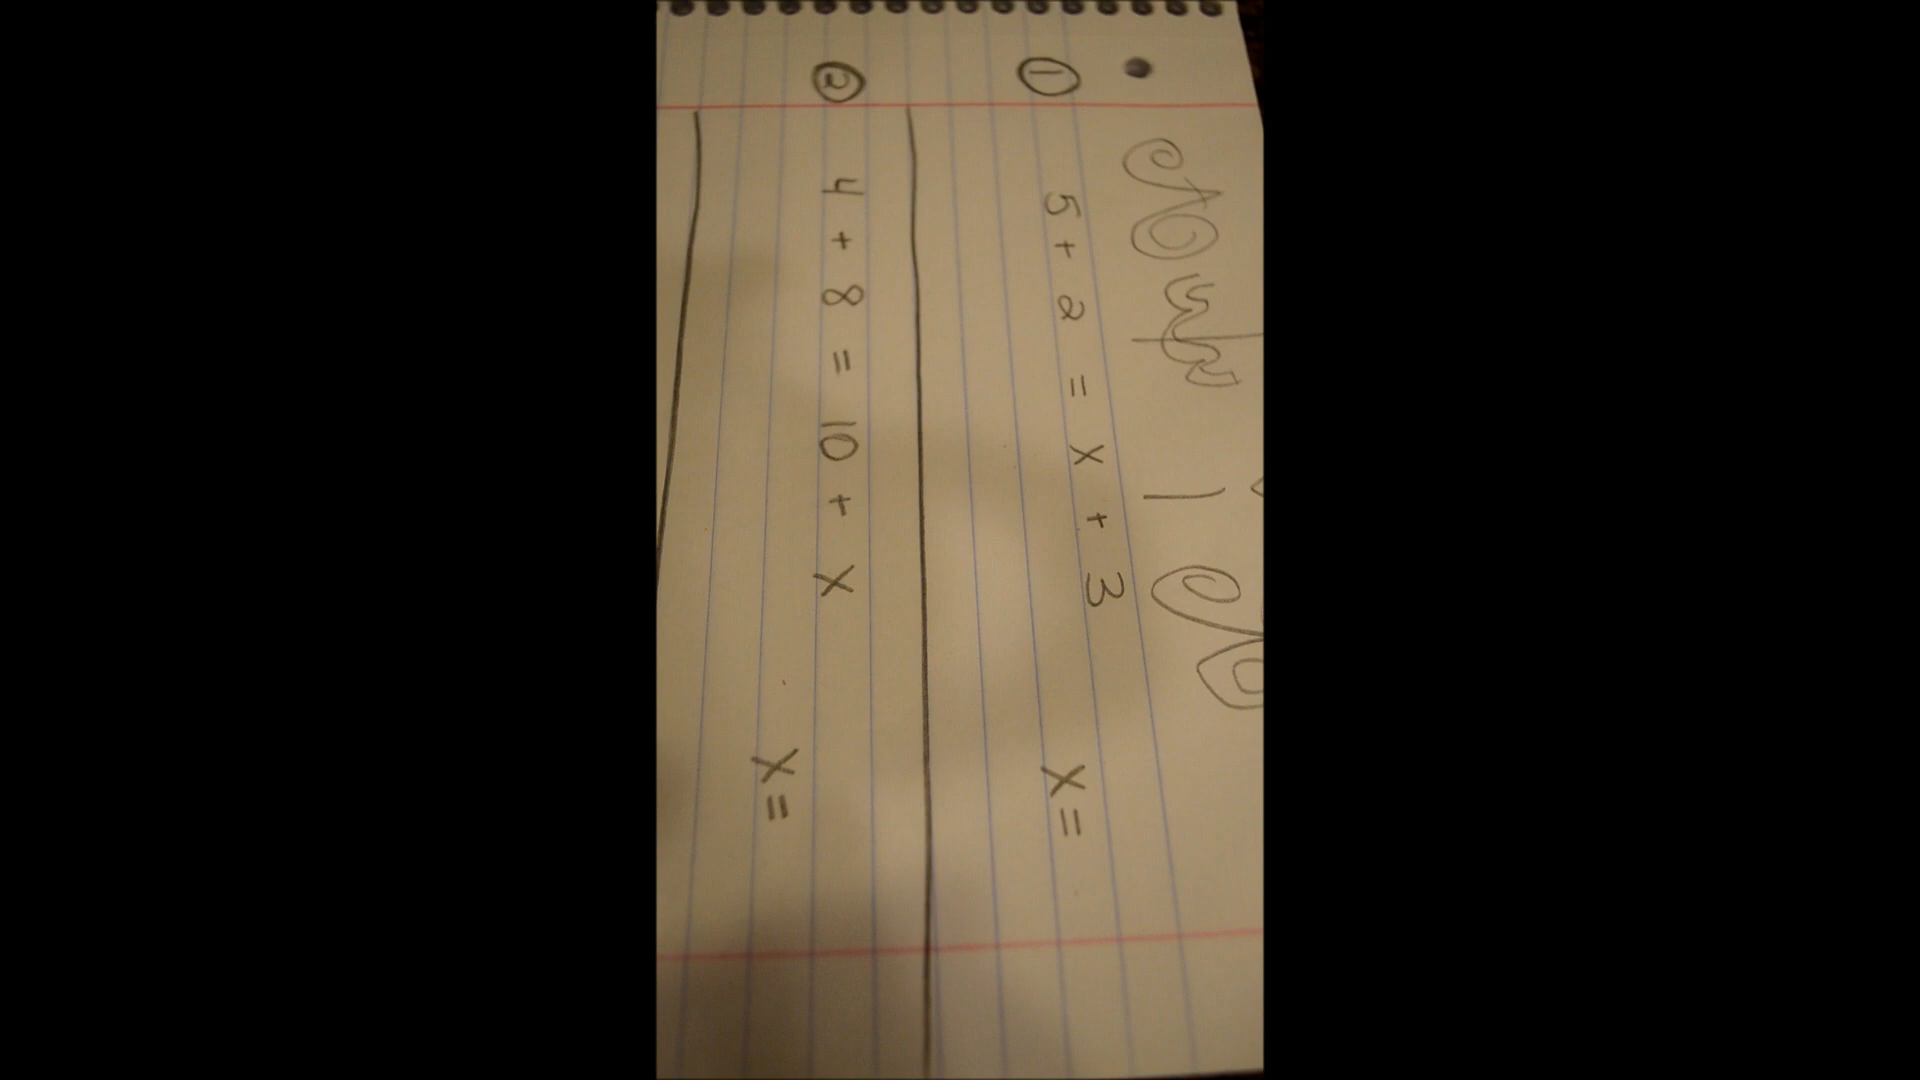 ① 5 + 2 = x + 3 x =
② 4 + 8 = 10 + x x =